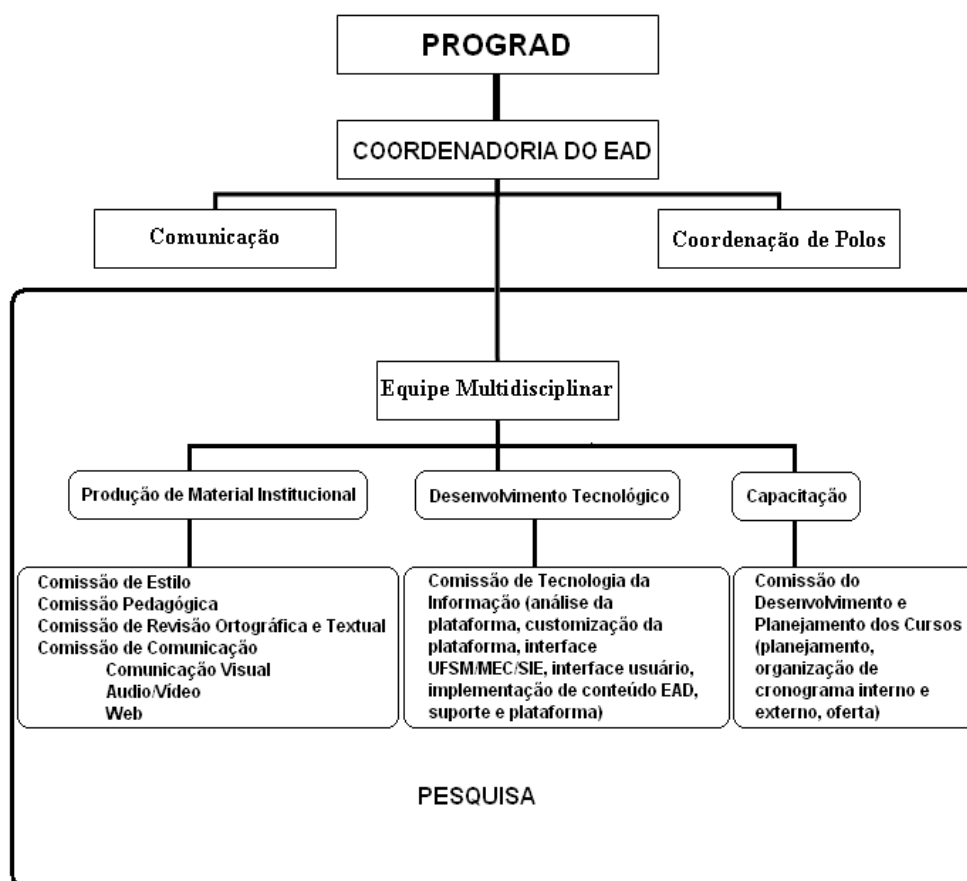 PROGRAD
COORDENADORIA DO EAD
Comunicação
Coordenação de Polos
Equipe Multidisciplinar
Produção de Material Institucional
Desenvolvimento Tecnológico
Capacitação
Comissão de Estilo
Comissão Pedagógica
Comissão de Revisão Ortográfica e Textual
Comissão de Comunicação
Comunicação Visual
Audio/Vídeo
Web
Comissão de Tecnologia da
Informação (análise da
plataforma, customização da
plataforma, interface
UFSM/MEC/SIE, interface usuário,
implementação de conteúdo EAD,
suporte e plataforma)
Comissão do
Desenvolvimento e
Planejamento dos Cursos
(planejamento,
organização de
cronograma interno e
externo, oferta)
PESQUISA